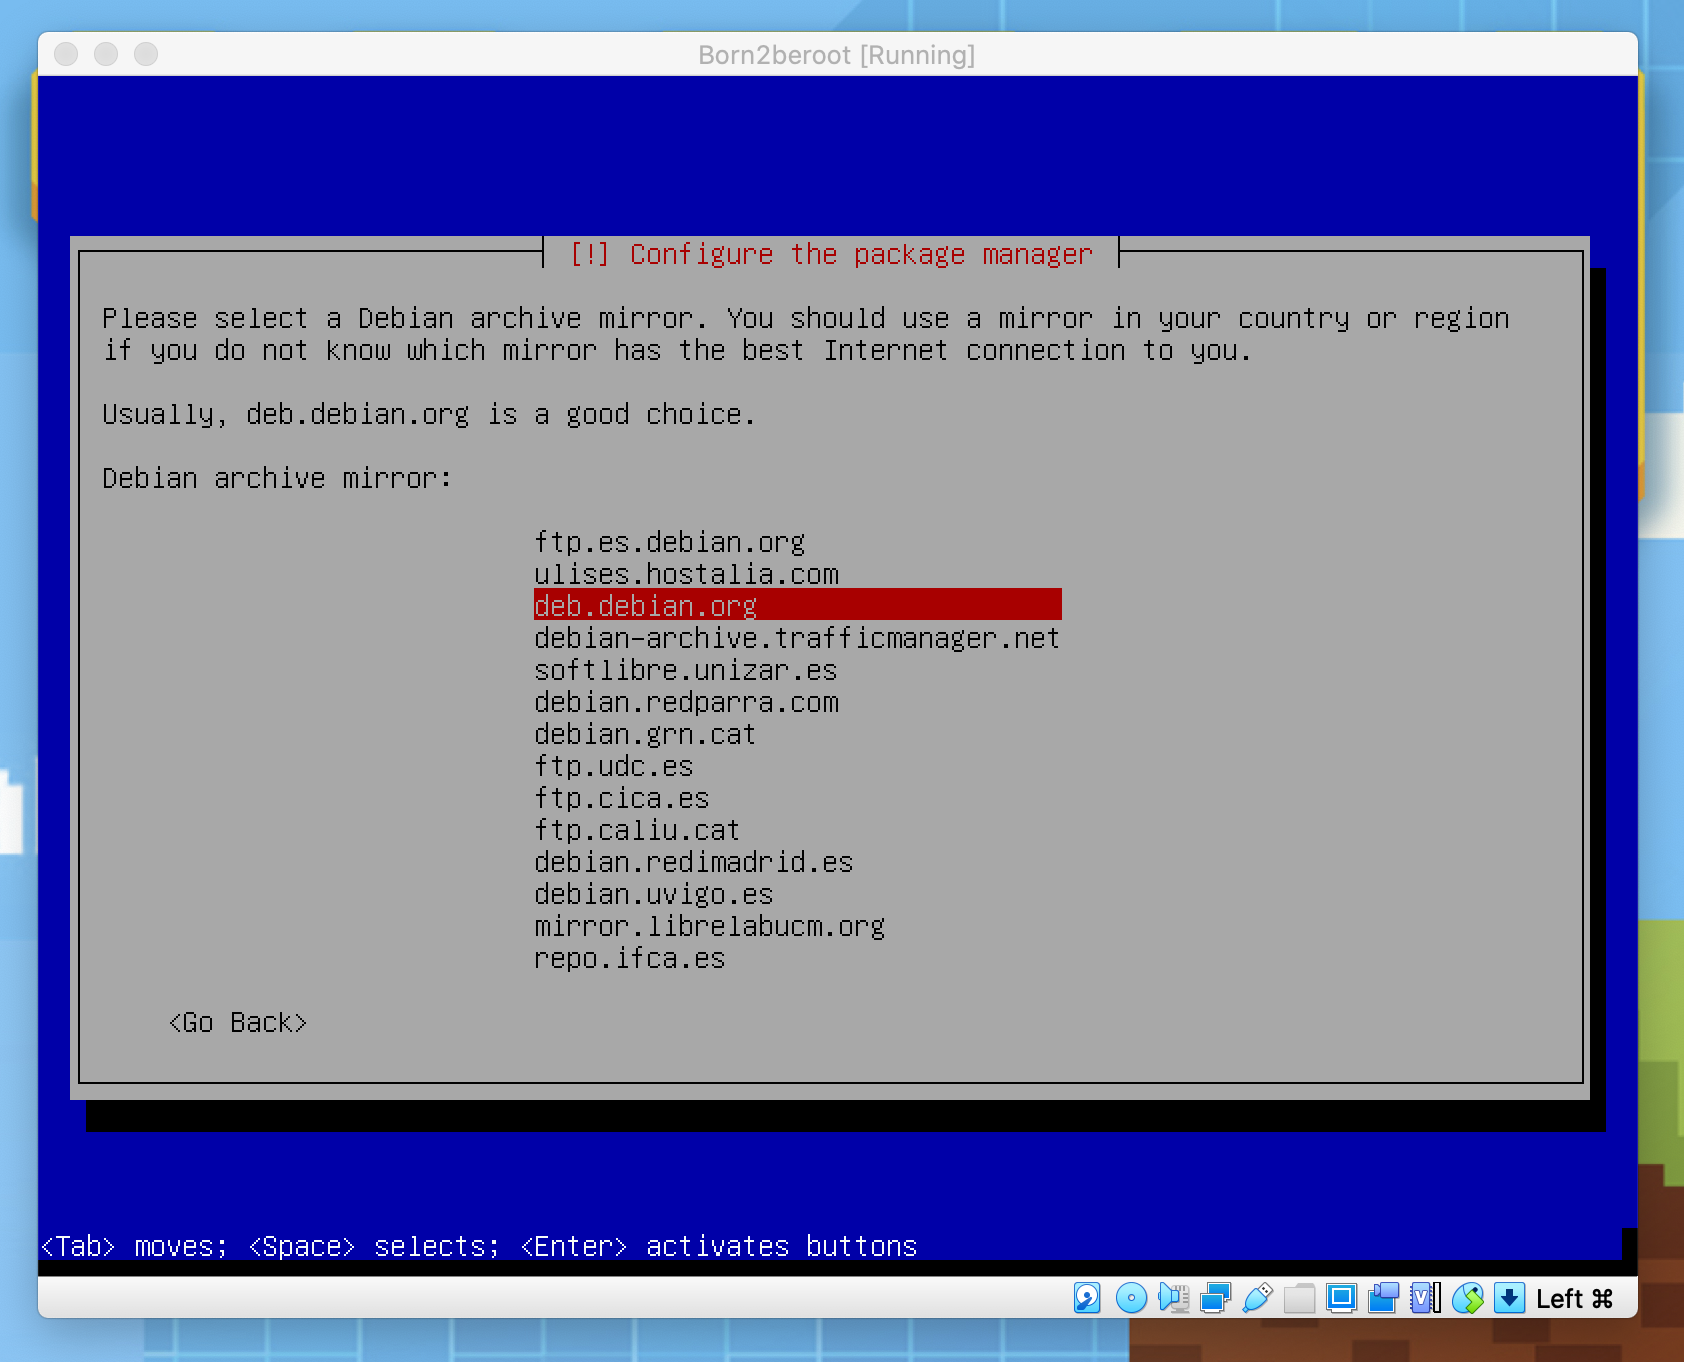 Born2beroot [Running]
[!] Configure the package manager
Please select a Debian archive mirror. You should use a mirror in your country or region
if you do not know which mirror has the best Internet connection to you.
Usually, deb.debian.org is a good choice.
Debian archive mirror:
ftp.es.debian.org
ulises.hostalia.com
deb.debian.org
debian-archive.trafficmanager.net
softlibre.unizar.es
debian.redparra.com
debian.grn.cat
ftp.udc.es
ftp.cica.es
ftp.caliu.cat
debian.redimadrid.es
debian.uvigo.es
mirror.librelabucm.org
repo.ifca.es
<Go Back>
<Tab> moves; <Space> selects; <Enter> activates buttons
Left ⌘